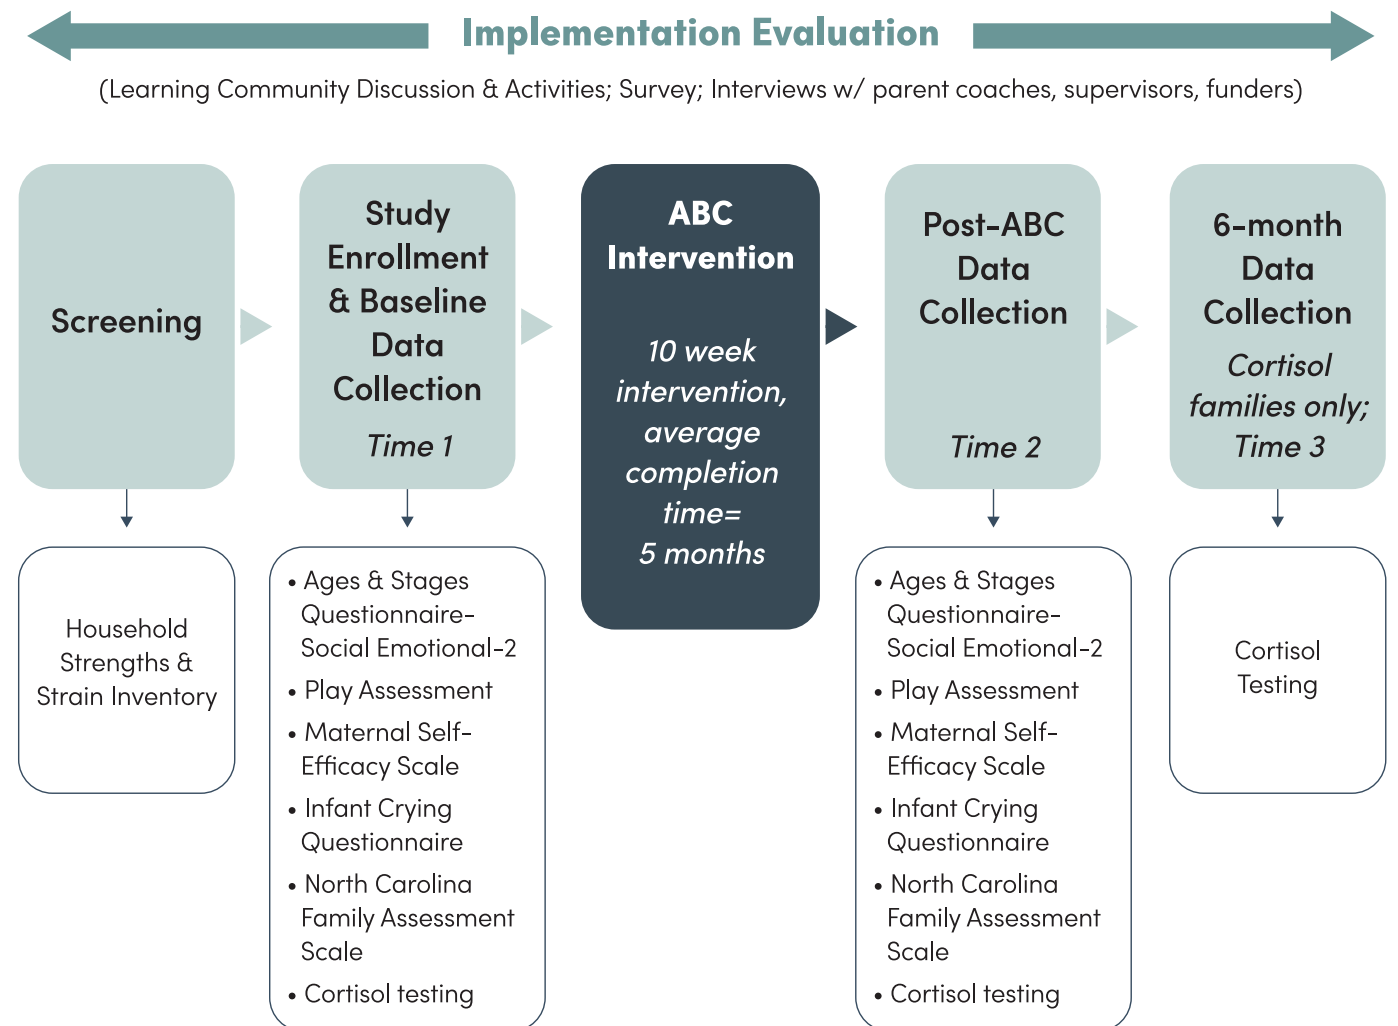 Implementation Evaluation
(Learning Community Discussion & Activities; Survey; Interviews w/ parent coaches, supervisors, funders)
Screening
Household
Strengths &
Strain Inventory
Study
Enrollment
& Baseline
Data
Collection
Time 1
• Ages & Stages
Questionnaire-
Social Emotional-2
• Play Assessment
• Maternal Self-
Efficacy Scale
• Infant Crying
Questionnaire
• North Carolina
Family Assessment
Scale
• Cortisol testing
ABC
Intervention
10 week
intervention,
average
completion
time=
5 months
Post-ABC
Data
Collection
Time 2
• Ages & Stages
Questionnaire-
Social Emotional-2
• Play Assessment
• Maternal Self-
Efficacy Scale
• Infant Crying
Questionnaire
• North Carolina
Family Assessment
Scale
• Cortisol testing
6-month
Data
Collection
Cortisol
families only;
Time 3
Cortisol
Testing